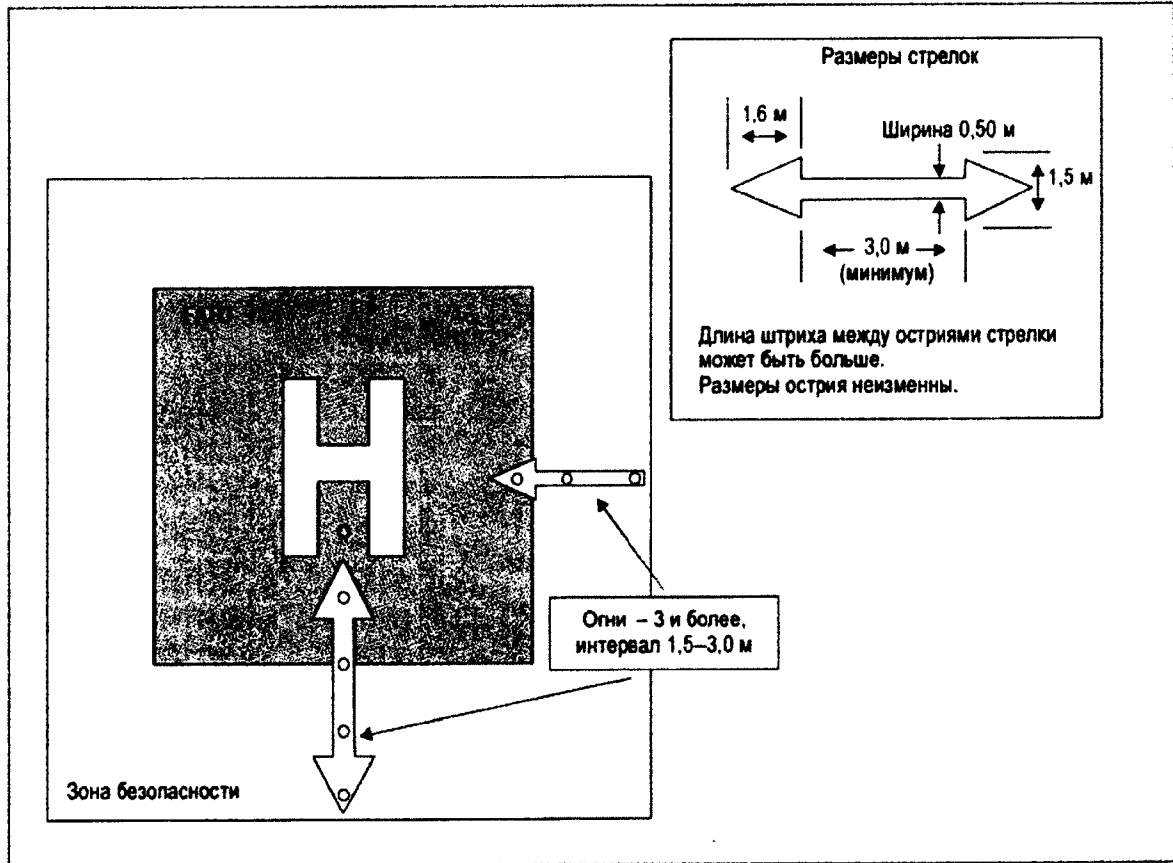 Размеры стрелок
1,6 м
Ширина 0,50 м
1,5 м
3,0 м
(минимум)
Длина штриха между остриями стрелки
может быть больше.
Размеры острия неизменны.
H
Огни – 3 и более,
интервал 1,5–3,0 м
Зона безопасности